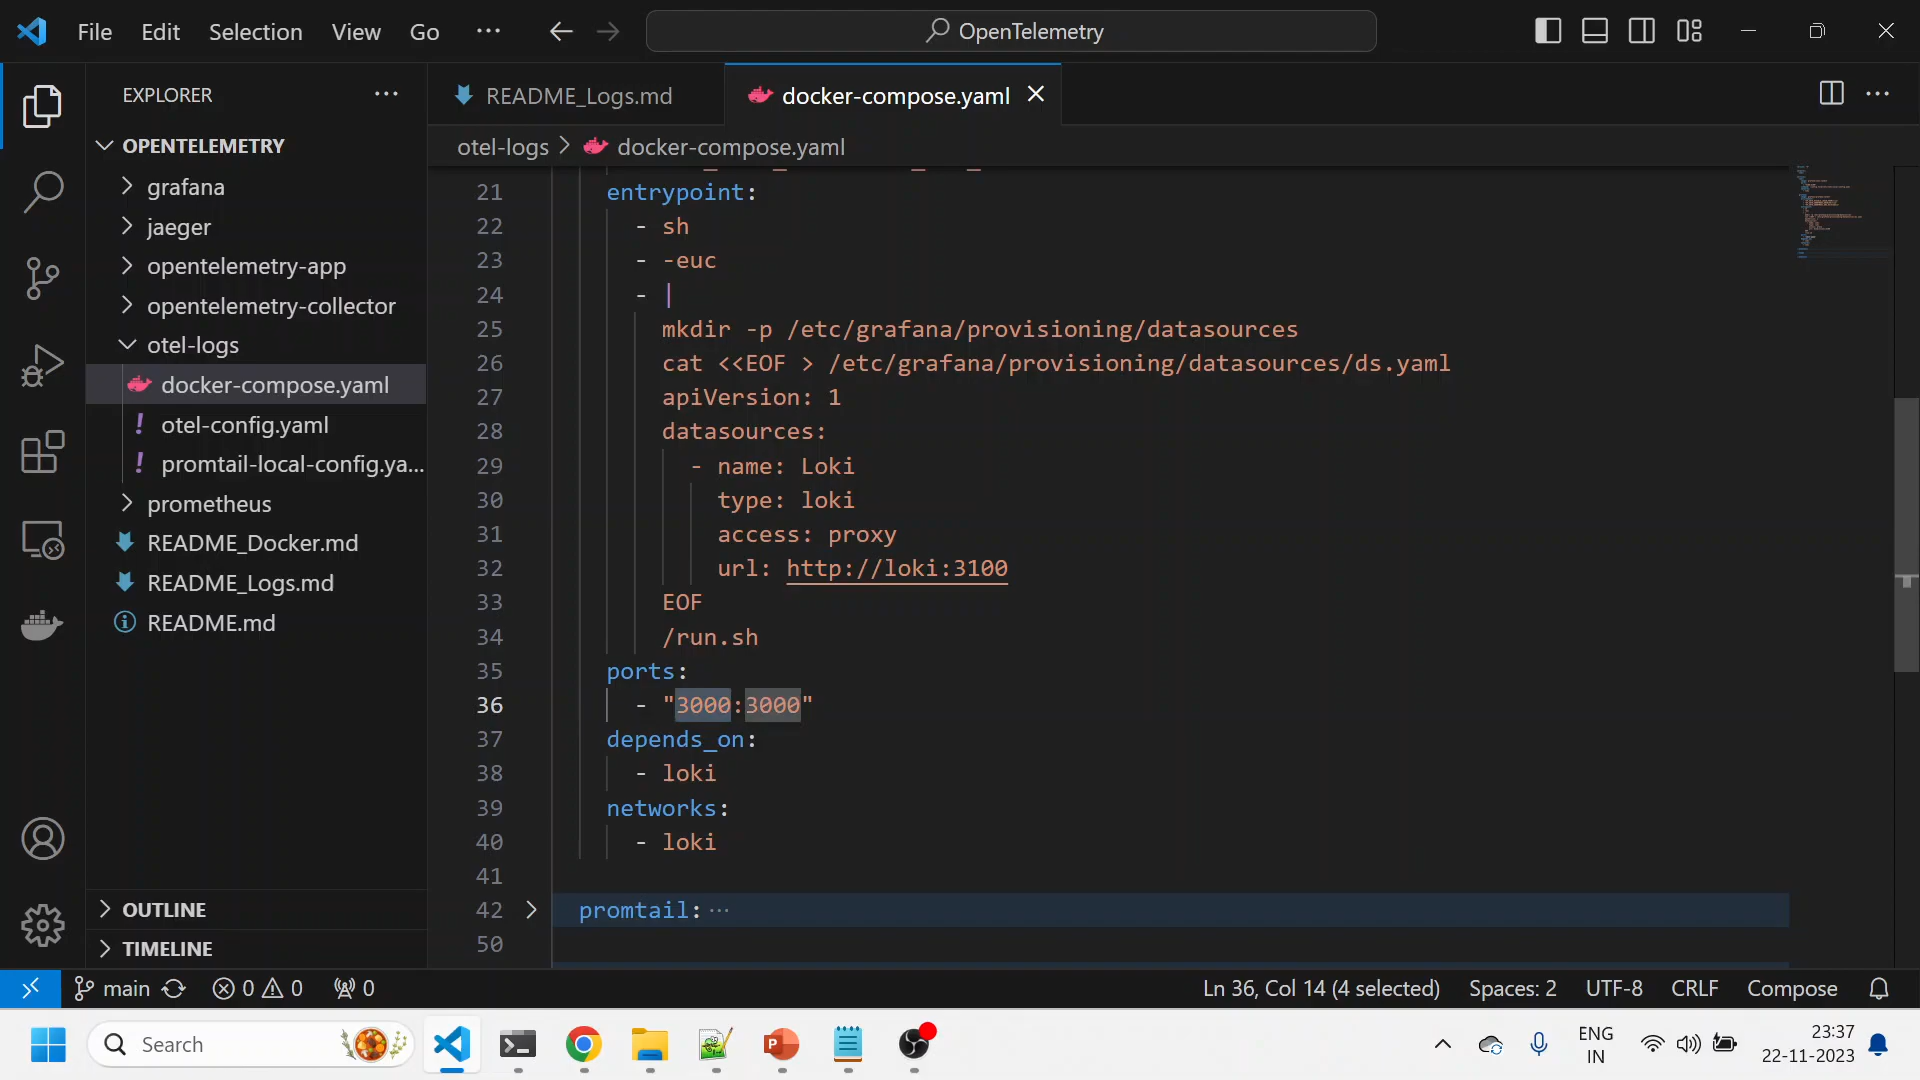 File Edit Selection View Go ··· OpenTelemetry
EXPLORER ···
README_Logs.md
docker-compose.yaml
OPENTELEMETRY
otel-logs > docker-compose.yaml
grafana
jaeger
opentelemetry-app
opentelemetry-collector
otel-logs
docker-compose.yaml
! otel-config.yaml
! promtail-local-config.ya...
prometheus
README_Docker.md
README_Logs.md
README.md
OUTLINE
TIMELINE
21 entrypoint:
22 - sh
23 - -euc
24 - |
25 mkdir -p /etc/grafana/provisioning/datasources
26 cat <<EOF > /etc/grafana/provisioning/datasources/ds.yaml
27 apiVersion: 1
28 datasources:
29 - name: Loki
30 type: loki
31 access: proxy
32 url: http://loki:3100
33 EOF
34 /run.sh
35 ports:
36 - "3000:3000"
37 depends_on:
38 - loki
39 networks:
40 - loki
41
42 promtail:···
50
main 0 0 0 Ln 36, Col 14 (4 selected) Spaces: 2 UTF-8 CRLF Compose
Search
ENG
IN
23:37
22-11-2023